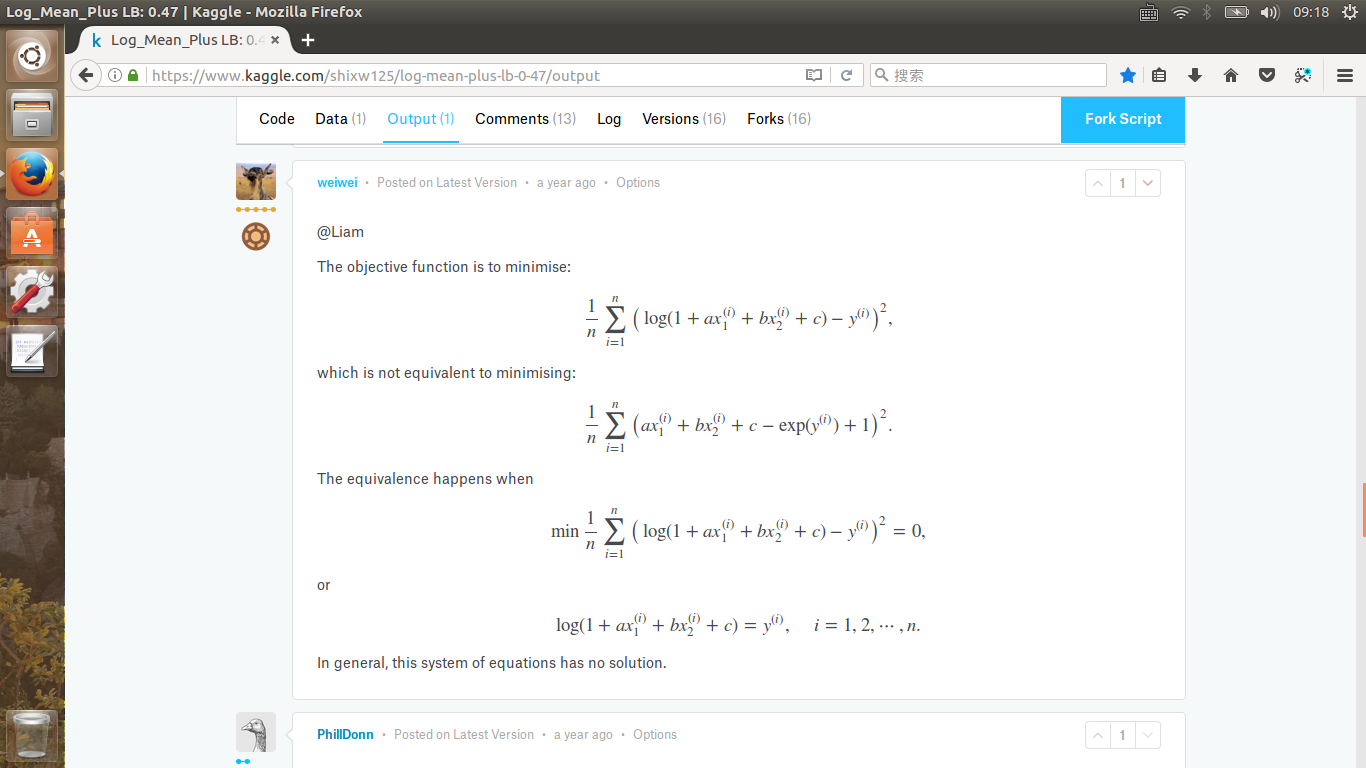 Log_Mean_Plus LB: 0.47 | Kaggle - Mozilla Firefox
09:18
k Log_Mean_Plus LB: 0.4 × +
https://www.kaggle.com/shixw125/log-mean-plus-lb-0-47/output
搜索
Code Data (1) Output (1) Comments (13) Log Versions (16) Forks (16) Fork Script
weiwei • Posted on Latest Version • a year ago • Options 1
@Liam
The objective function is to minimise:
\frac{1}{n} \sum_{i=1}^{n} \left( \log(1 + ax_1^{(i)} + bx_2^{(i)} + c) - y^{(i)} \right)^2,
which is not equivalent to minimising:
\frac{1}{n} \sum_{i=1}^{n} \left( ax_1^{(i)} + bx_2^{(i)} + c - \exp(y^{(i)}) + 1 \right)^2.
The equivalence happens when
\min \frac{1}{n} \sum_{i=1}^{n} \left( \log(1 + ax_1^{(i)} + bx_2^{(i)} + c) - y^{(i)} \right)^2 = 0,
or
\log(1 + ax_1^{(i)} + bx_2^{(i)} + c) = y^{(i)}, \quad i = 1, 2, \cdots, n.
In general, this system of equations has no solution.
PhillDonn • Posted on Latest Version • a year ago • Options 1